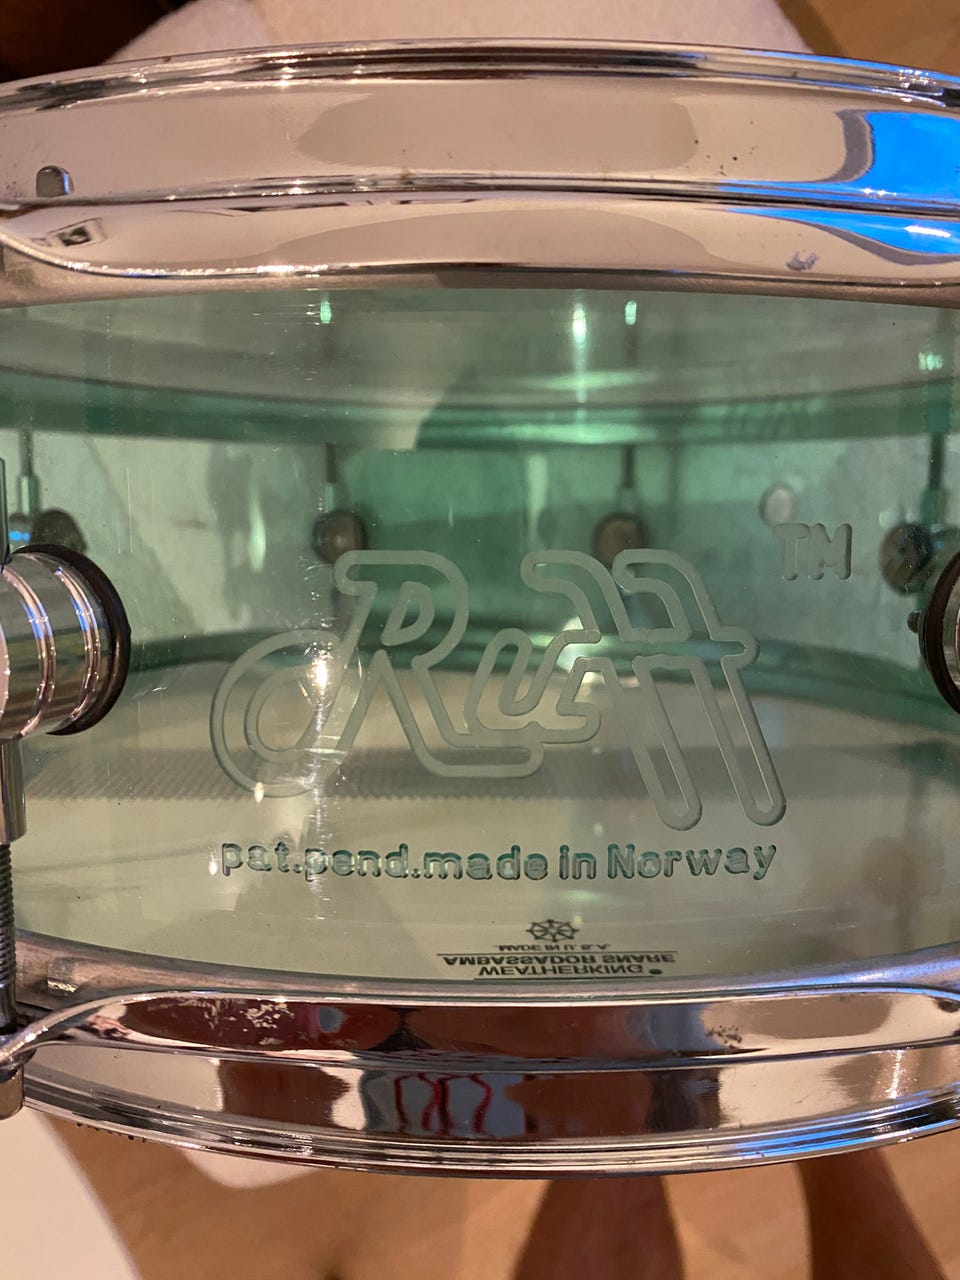 Ruff TM
pat.pend.made in Norway
WEATHERKING
AMBASSADOR SNARE
MADE IN U.S.A.